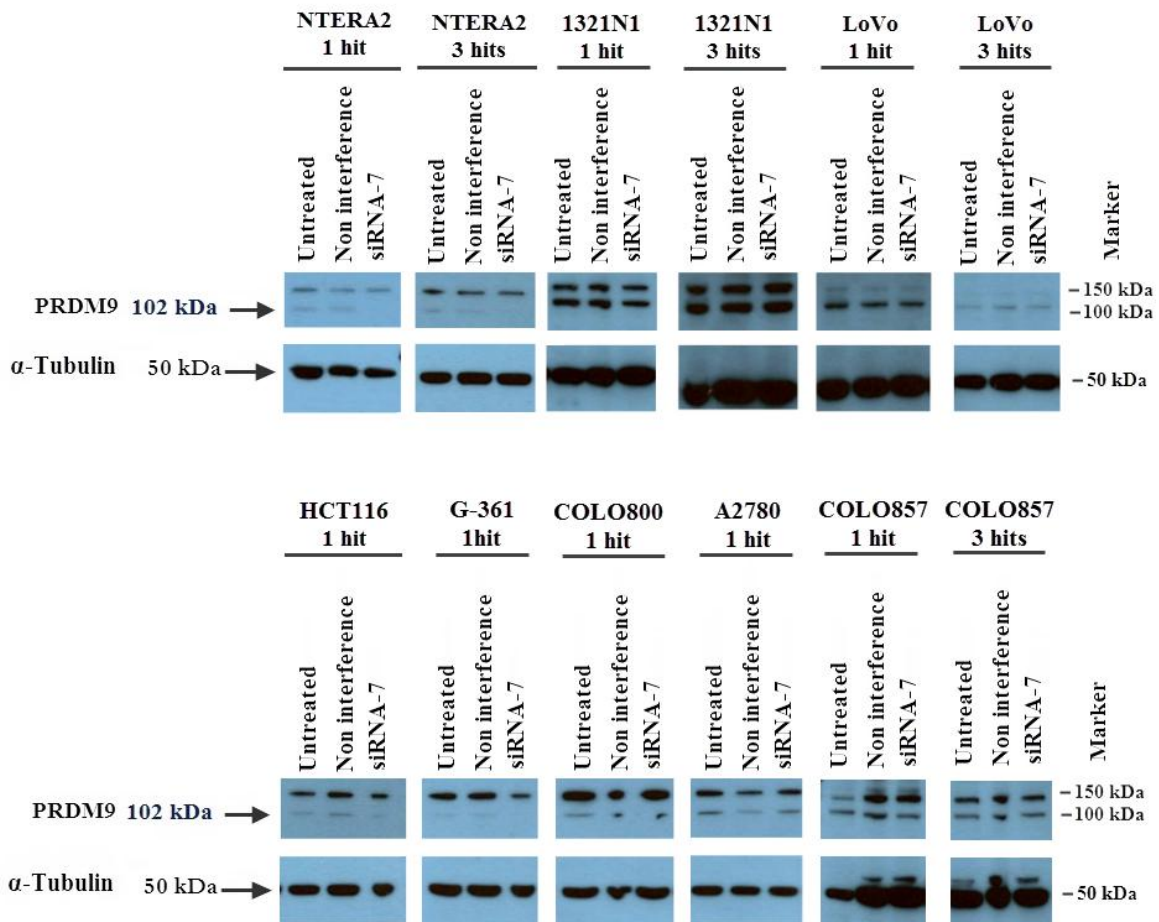 NTERA2 NTERA2 1321N1 1321N1 LoVo LoVo
1 hit 3 hits 1 hit 3 hits 1 hit 3 hits
Untreated Non interference siRNA-7 Untreated Non interference siRNA-7 Untreated Non interference siRNA-7 Untreated Non interference siRNA-7 Untreated Non interference siRNA-7 Untreated Non interference siRNA-7 Marker
– 150 kDa
PRDM9 102 kDa – 100 kDa
α-Tubulin 50 kDa – 50 kDa
HCT116 G-361 COLO800 A2780 COLO857 COLO857
1 hit 1hit 1 hit 1 hit 1 hit 3 hits
Untreated Non interference siRNA-7 Untreated Non interference siRNA-7 Untreated Non interference siRNA-7 Untreated Non interference siRNA-7 Untreated Non interference siRNA-7 Untreated Non interference siRNA-7 Marker
– 150 kDa
PRDM9 102 kDa – 100 kDa
α-Tubulin 50 kDa – 50 kDa